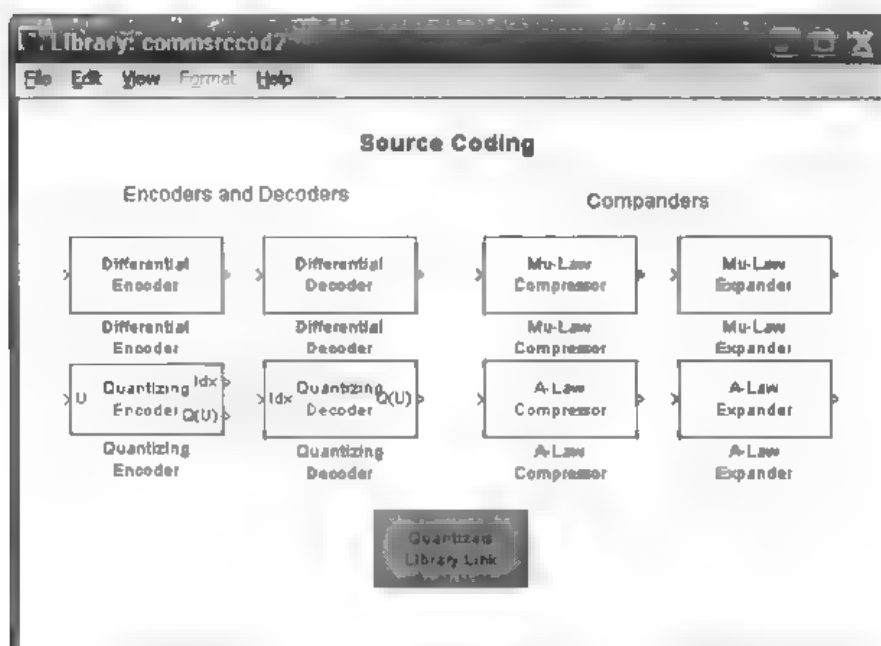 Library: commsrccod2
File Edit View Format Help
Source Coding
Encoders and Decoders
Companders
Differential
Encoder
Differential
Decoder
Mu-Law
Compressor
Mu-Law
Expander
Differential
Encoder
Differential
Decoder
Mu-Law
Compressor
Mu-Law
Expander
U
Quantizing
Encoder
Idx
Q(U)
Idx
Quantizing
Decoder
Q(U)
A-Law
Compressor
A-Law
Expander
Quantizing
Encoder
Quantizing
Decoder
A-Law
Compressor
A-Law
Expander
Quantizers
Library Link